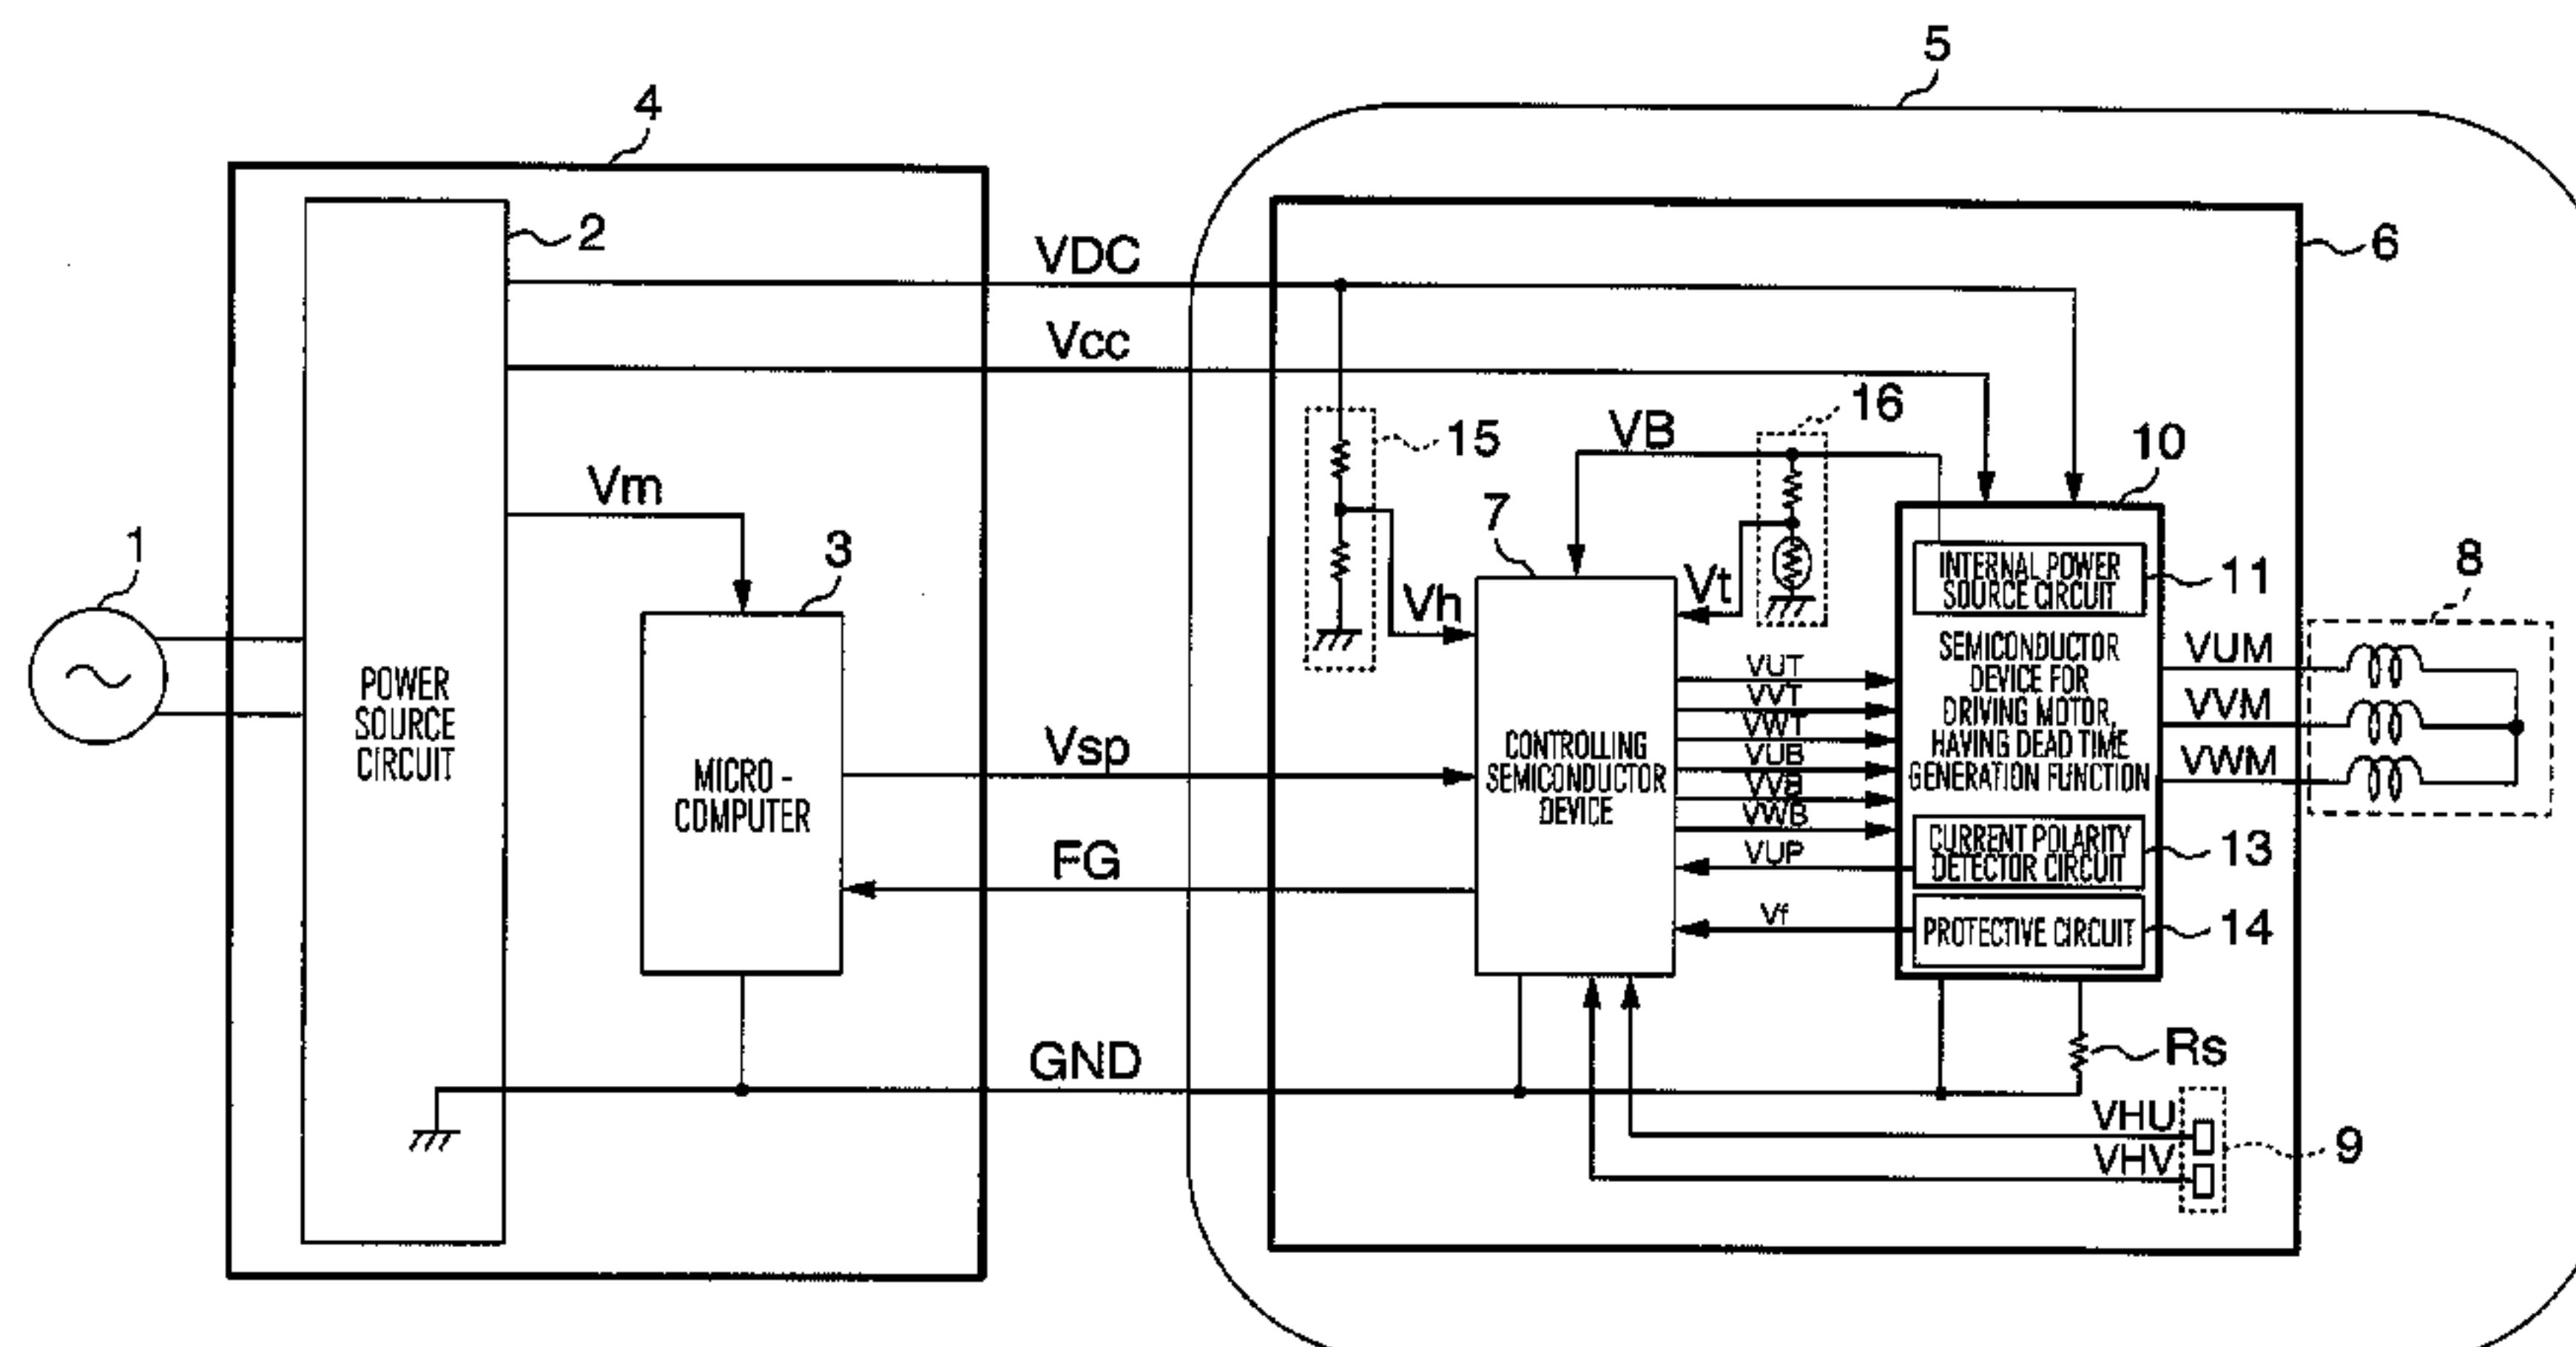 5
4
2
VDC
6
Vcc
16
VB
15
10
Vm
7
1
3
INTERNAL POWER
SOURCE CIRCUIT
11
8
Vt
Vh
SEMICONDUCTOR
DEVICE FOR
DRIVING MOTOR,
HAVING DEAD TIME
GENERATION FUNCTION
VUM
VVM
VWM
VUT
VVT
VWT
VUB
VVB
VWB
VUP
Vf
POWER
SOURCE
CIRCUIT
Vsp
CONTROLLING
SEMICONDUCTOR
DEVICE
MICRO -
COMPUTER
CURRENT POLARITY
DETECTOR CIRCUIT
13
FG
PROTECTIVE CIRCUIT
14
GND
Rs
VHU
VHV
9